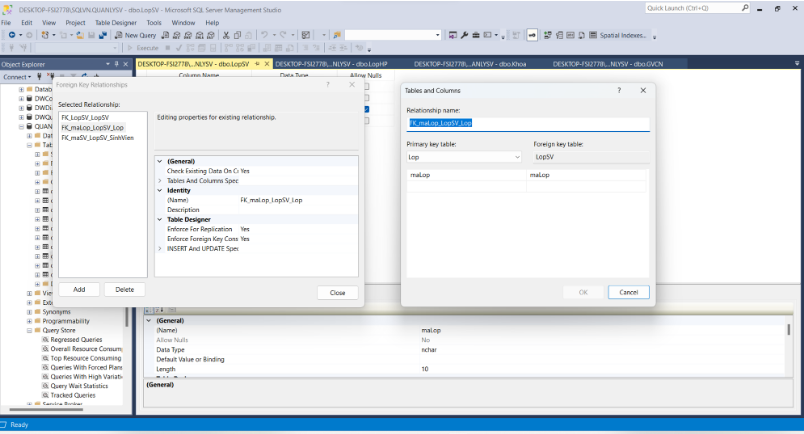 DESKTOP-FSI277B\SQLVN.QUANLYSV - dbo.LopSV - Microsoft SQL Server Management Studio
Quick Launch (Ctrl+Q)
File Edit View Project Table Designer Tools Window Help
New Query
Spatial Indexes...
Execute
Object Explorer
DESKTOP-FSI277B\...NLYSV - dbo.LopSV
DESKTOP-FSI277B\...NLYSV - dbo.LopHP
DESKTOP-FSI277B\...NLYSV - dbo.Khoa
DESKTOP-FSI277B\...NLYSV - dbo.GVCN
Connect
Column Name Data Type Allow Nulls
Datab
DWCo
DWDi
DWQu
QUAN
Dat
Tab
Vie
Ext
Synonyms
Programmability
Query Store
Regressed Queries
Overall Resource Consum
Top Resource Consuming
Queries With Forced Plans
Queries With High Variati
Query Wait Statistics
Tracked Queries
Service Broker
Foreign Key Relationships
Selected Relationship:
FK_LopSV_LopSV
FK_maLop_LopSV_Lop
FK_maSV_LopSV_SinhVien
Editing properties for existing relationship.
(General)
Check Existing Data On Cr Yes
Tables And Columns Spec
Identity
(Name) FK_maLop_LopSV_Lop
Description
Table Designer
Enforce For Replication Yes
Enforce Foreign Key Cons Yes
INSERT And UPDATE Spec
Add Delete
Close
Tables and Columns
Relationship name:
FK_maLop_LopSV_Lop
Primary key table: Foreign key table:
Lop LopSV
maLop maLop
OK Cancel
(General)
(Name) maLop
Allow Nulls No
Data Type nchar
Default Value or Binding
Length 10
(General)
Ready